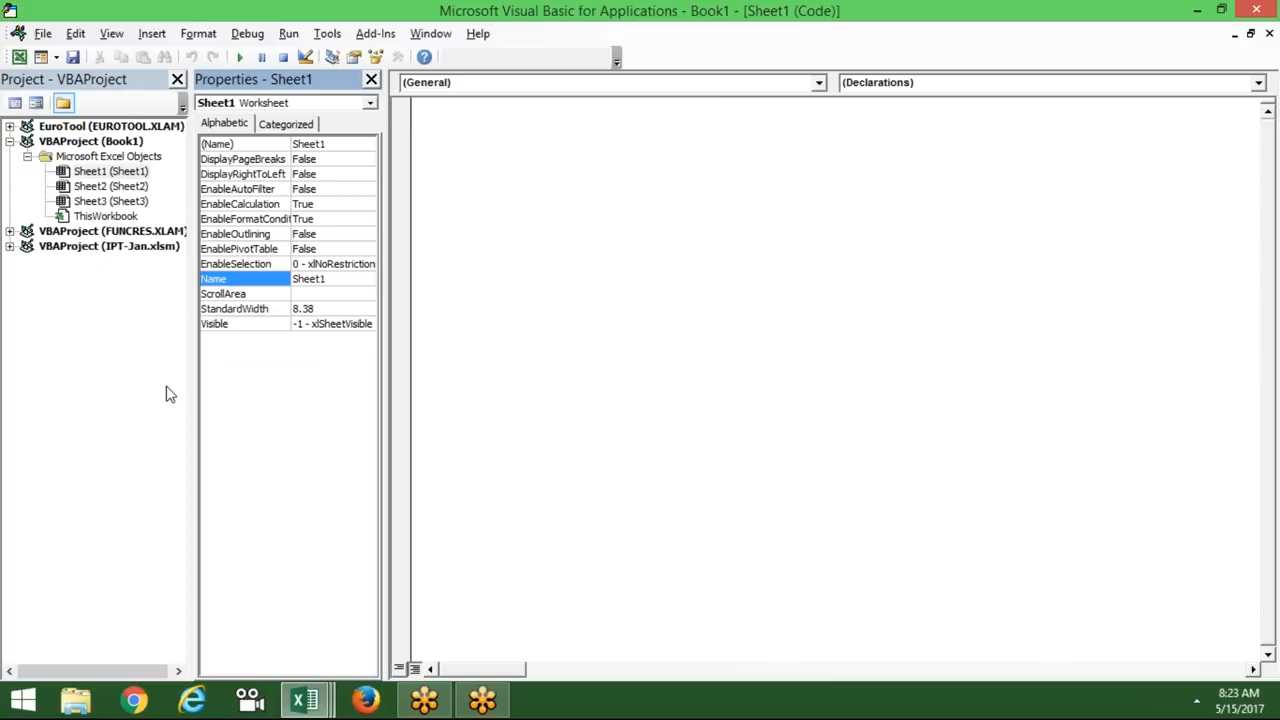 Microsoft Visual Basic for Applications - Book1 - [Sheet1 (Code)]
File Edit View Insert Format Debug Run Tools Add-Ins Window Help
Project - VBAProject
EuroTool (EUROTOOL.XLAM)
VBAProject (Book1)
Microsoft Excel Objects
Sheet1 (Sheet1)
Sheet2 (Sheet2)
Sheet3 (Sheet3)
ThisWorkbook
VBAProject (FUNCRES.XLAM)
VBAProject (IPT-Jan.xlsm)
Properties - Sheet1
Sheet1 Worksheet
Alphabetic Categorized
(Name) Sheet1
DisplayPageBreaks False
DisplayRightToLeft False
EnableAutoFilter False
EnableCalculation True
EnableFormatCondit True
EnableOutlining False
EnablePivotTable False
EnableSelection 0 - xlNoRestriction
Name Sheet1
ScrollArea
StandardWidth 8.38
Visible -1 - xlSheetVisible
(General) (Declarations)
8:23 AM
5/15/2017